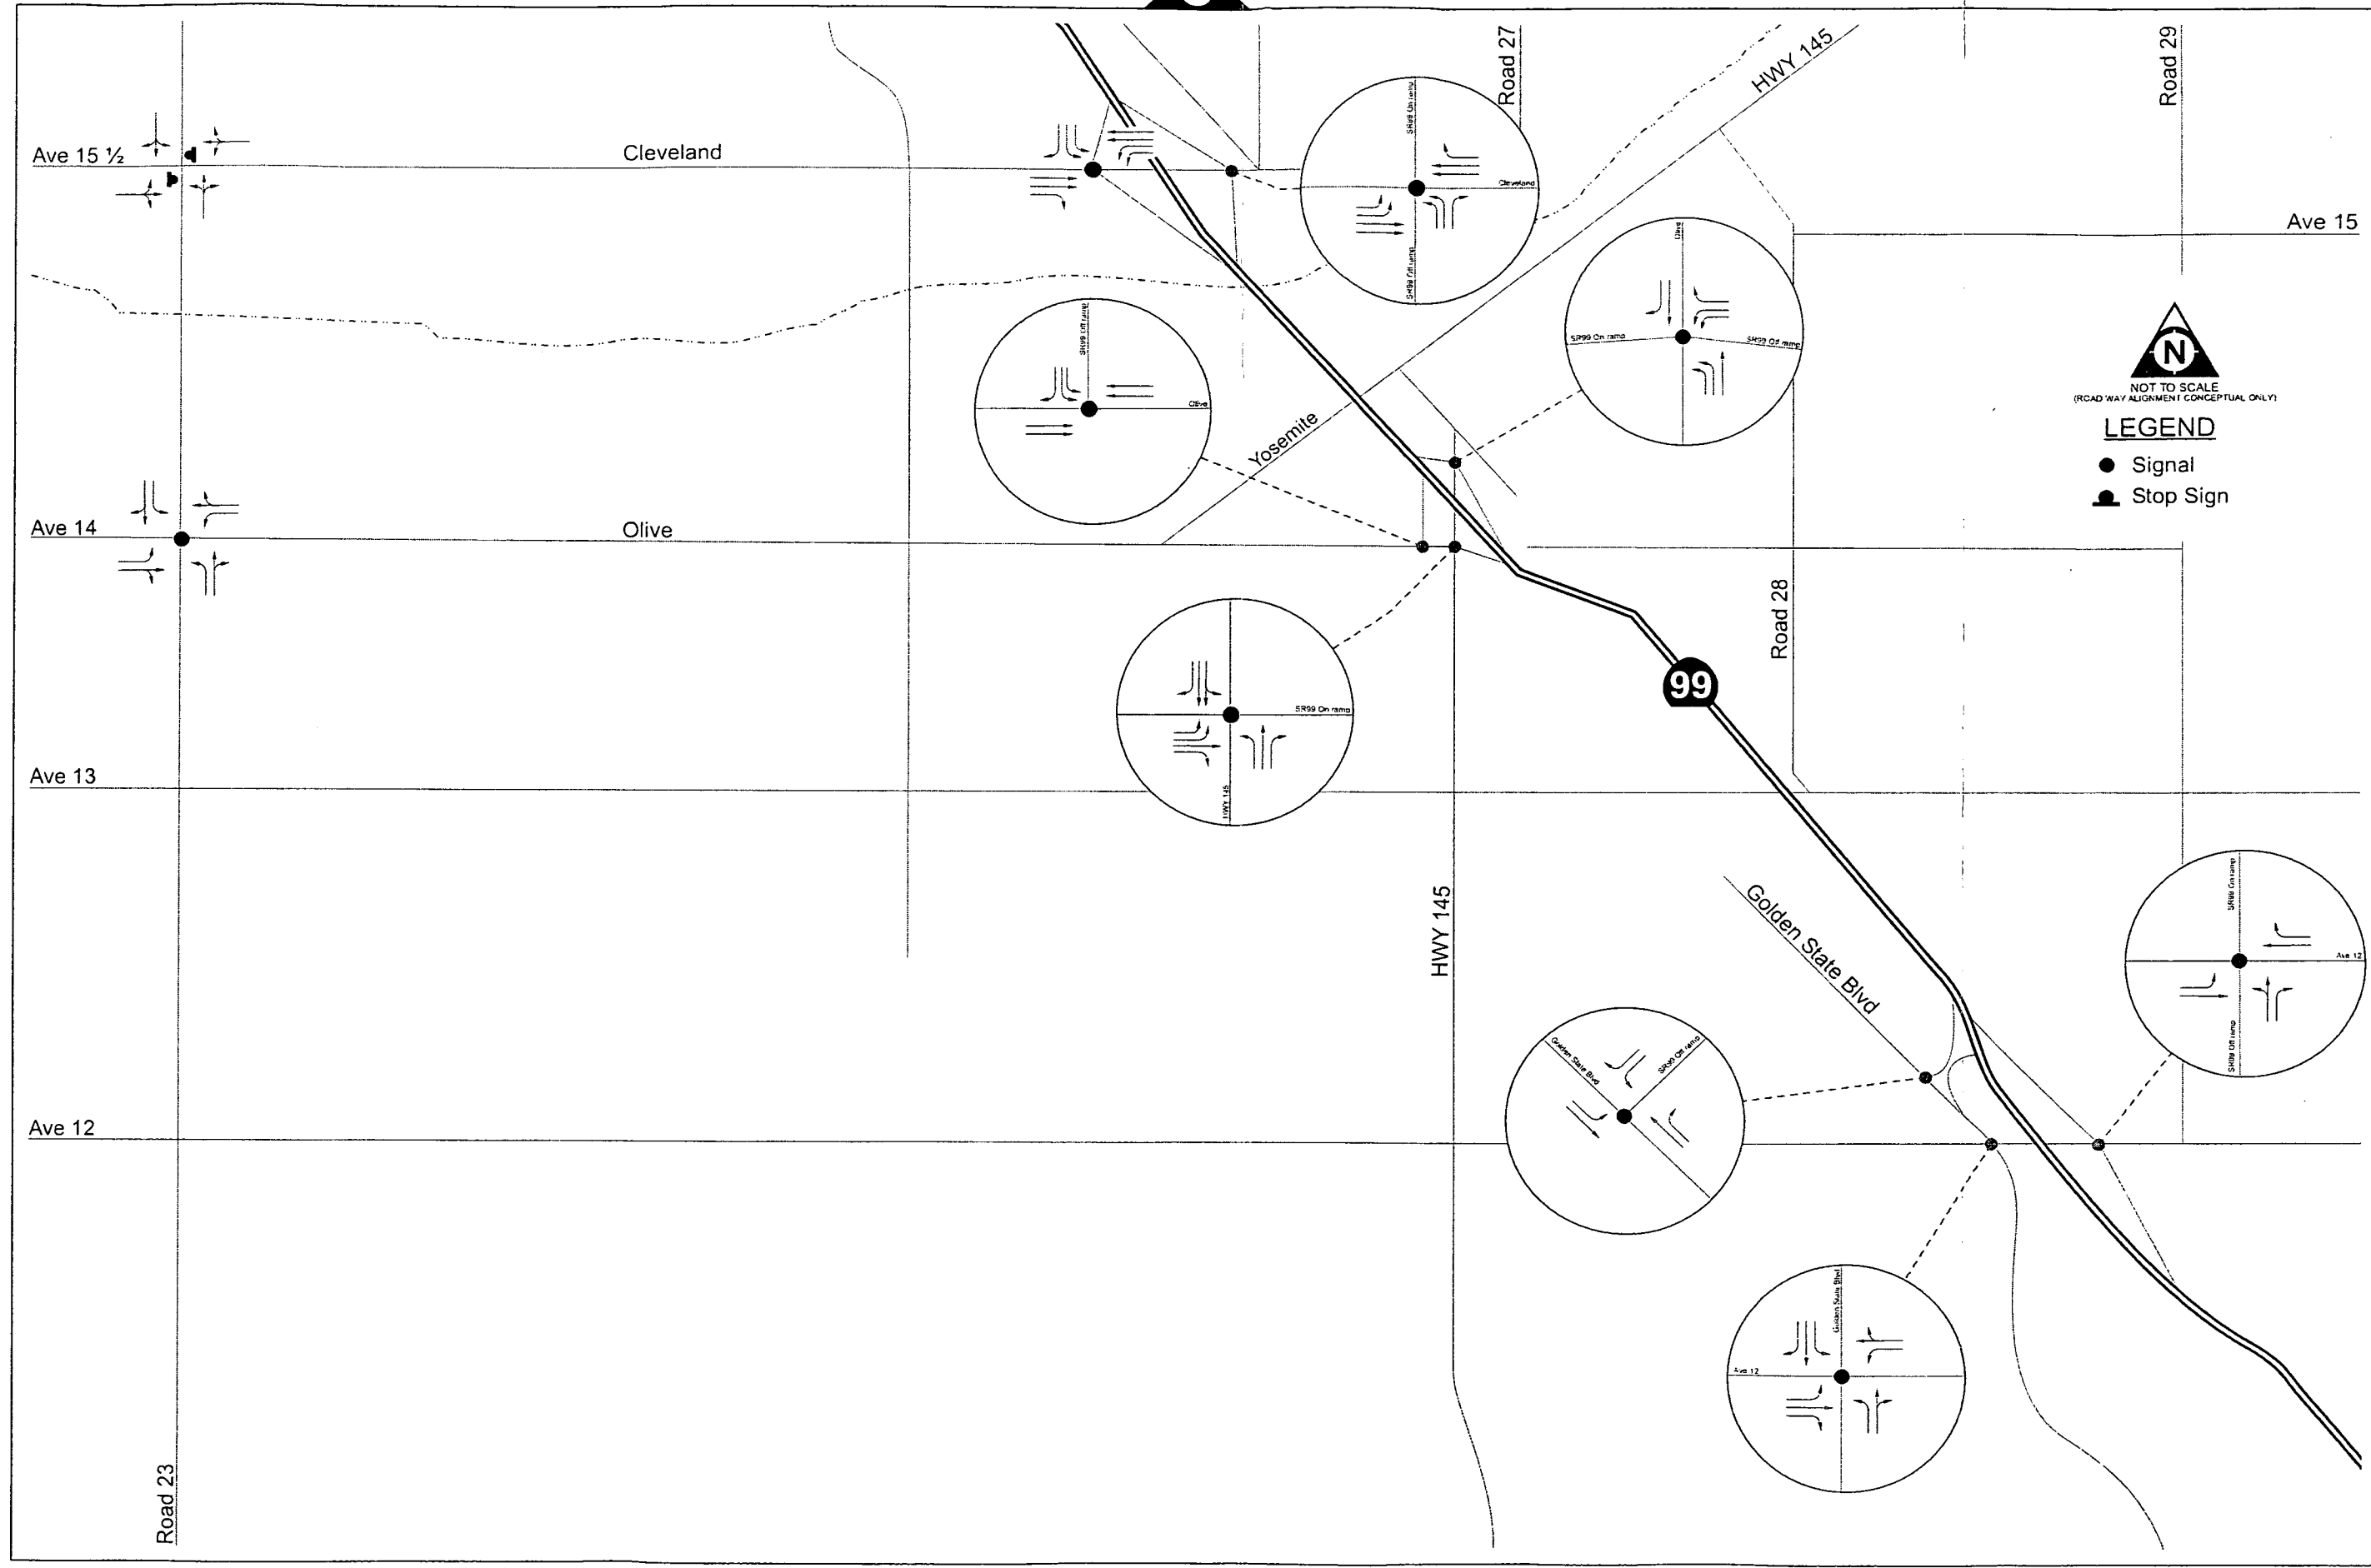 Road 27
HWY 145
Road 29
SR99 On ramp
Ave 15 ½
Cleveland
Cleveland
SR99 Off ramp
Ave 15
Olive
SR99 On ramp
SR99 Off ramp
N
NOT TO SCALE
(ROAD WAY ALIGNMENT CONCEPTUAL ONLY)
LEGEND
Signal
Stop Sign
SR99 Off ramp
Olive
Yosemite
Ave 14
Olive
Road 28
99
SR99 On ramp
HWY 145
Ave 13
HWY 145
Golden State Blvd
SR99 On ramp
Ave 12
SR99 Off ramp
Golden State Blvd
SR99 Off ramp
Ave 12
Golden State Blvd
Ave 12
Road 23